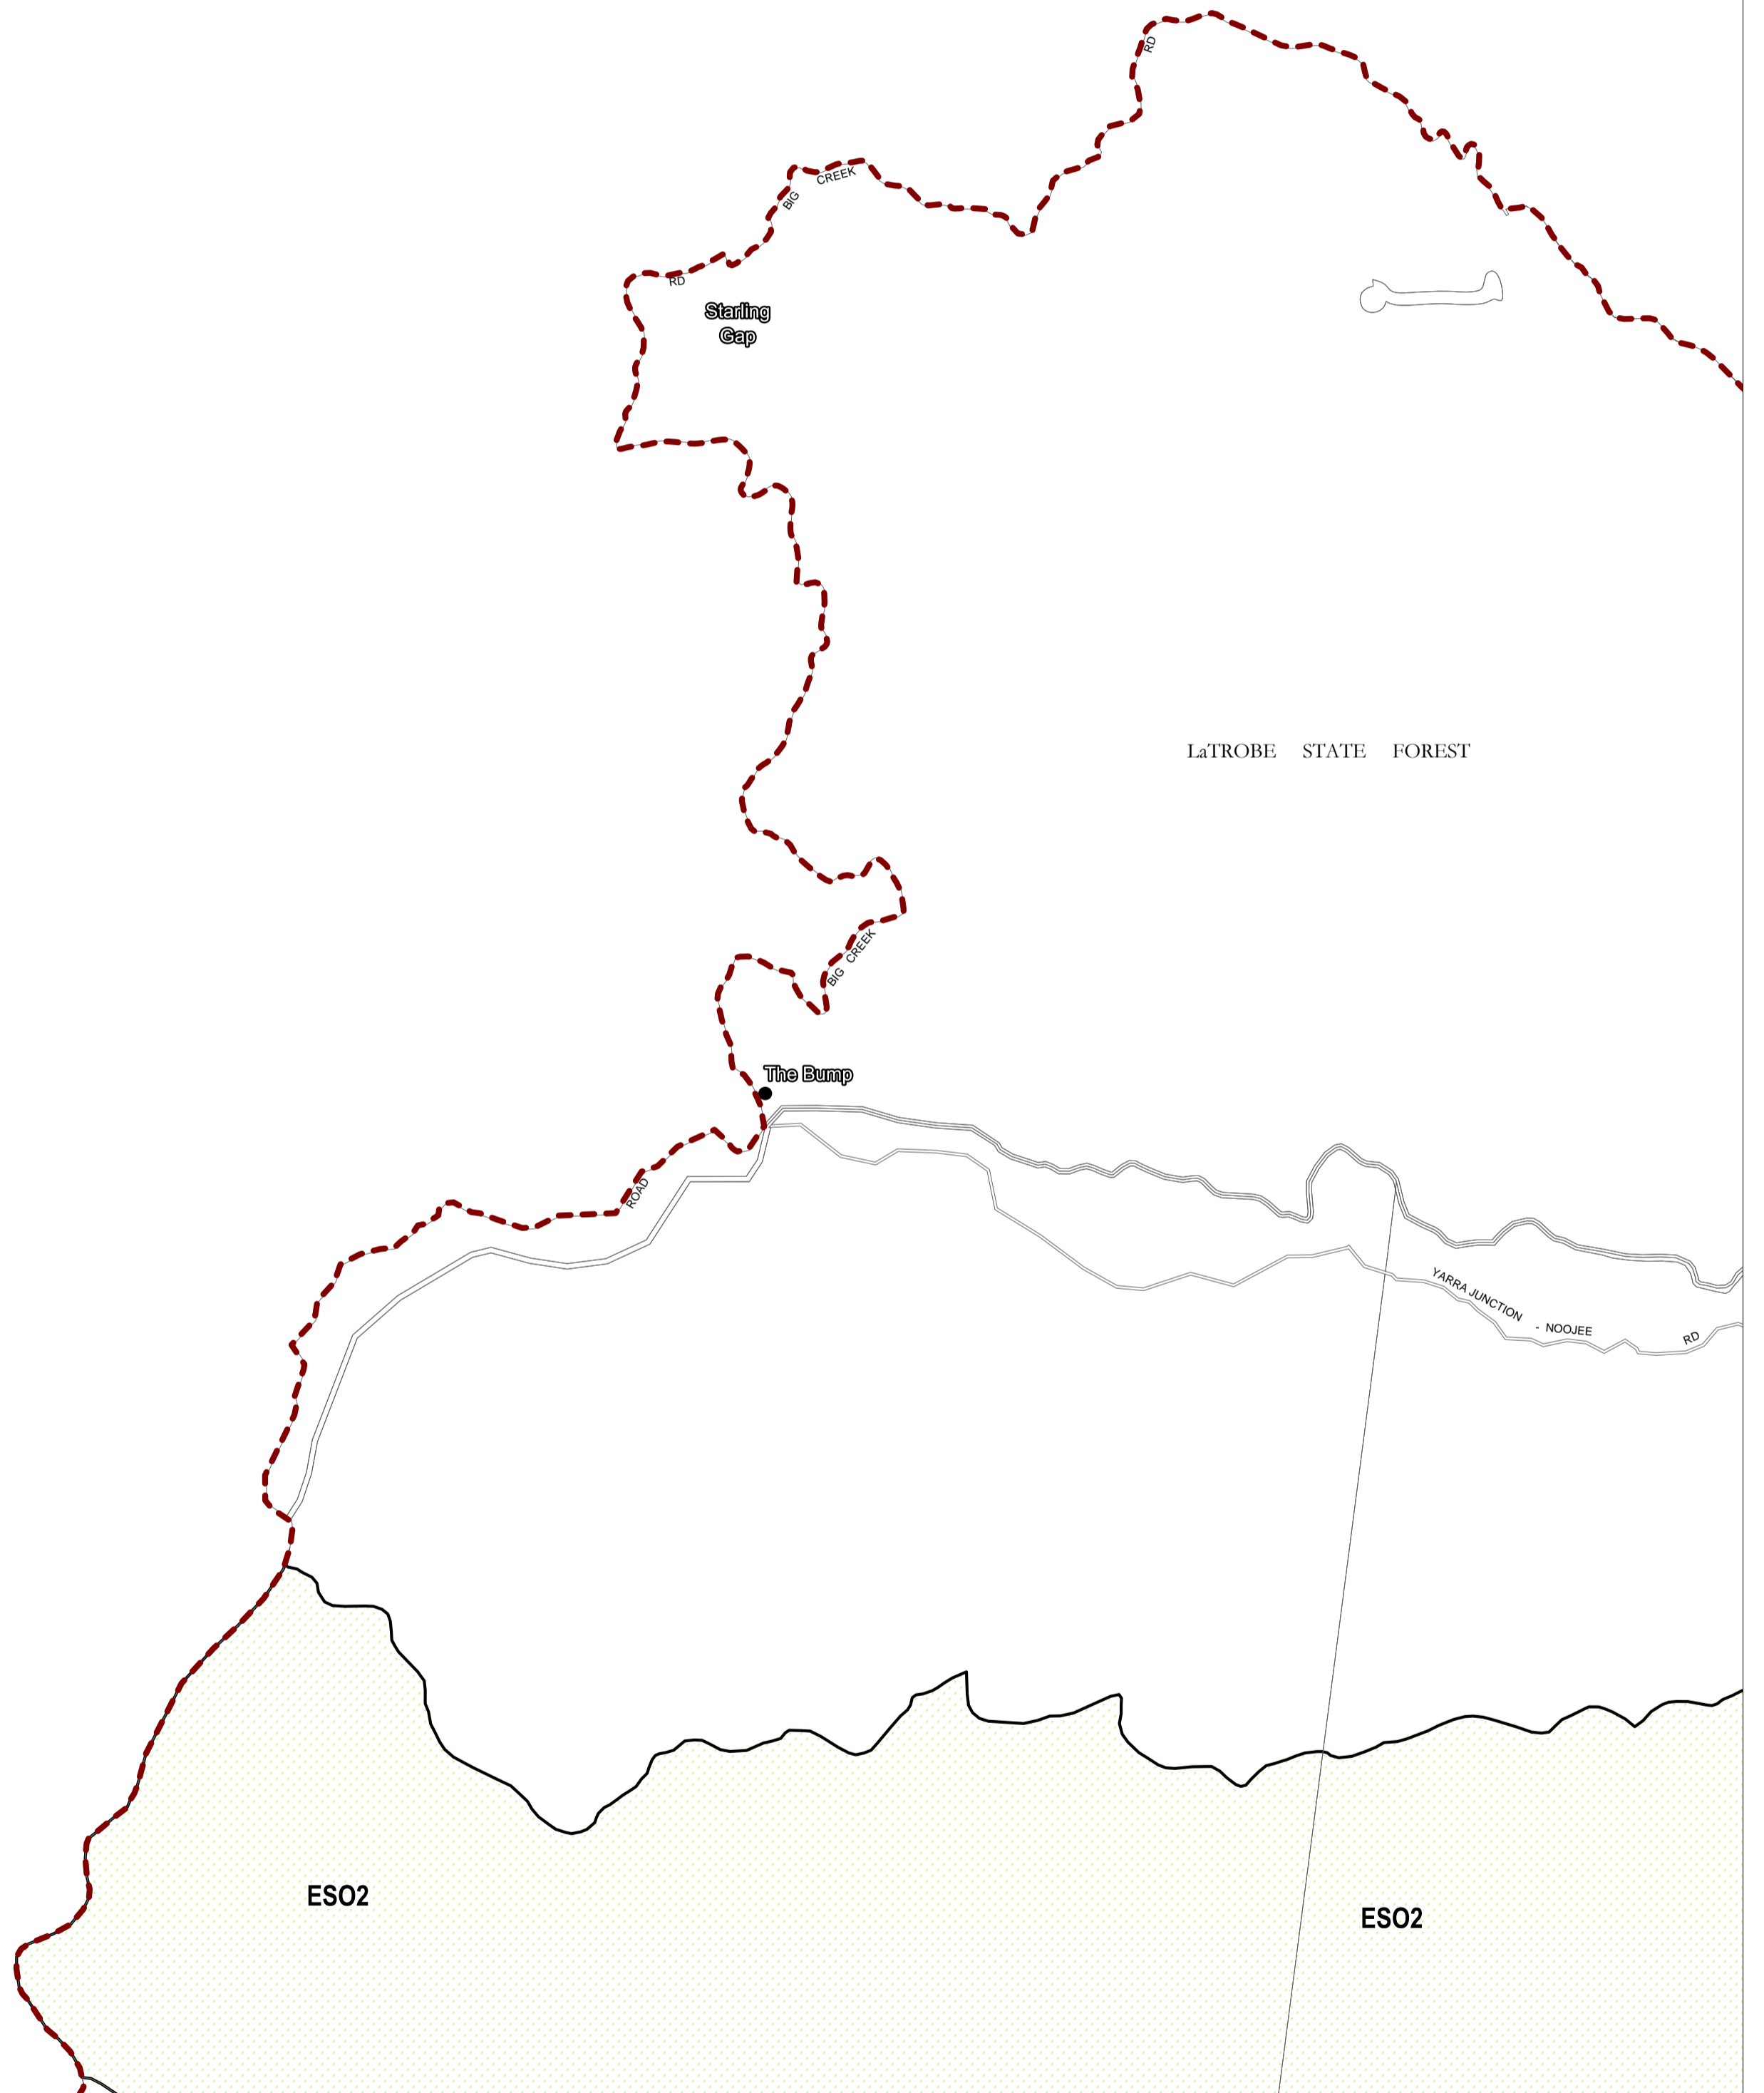 RD
BIG CREEK
RD
Starling
Gap
LaTROBE STATE FOREST
BIG CREEK
The Bump
ROAD
YARRA JUNCTION - NOOJEE RD
ESO2
ESO2